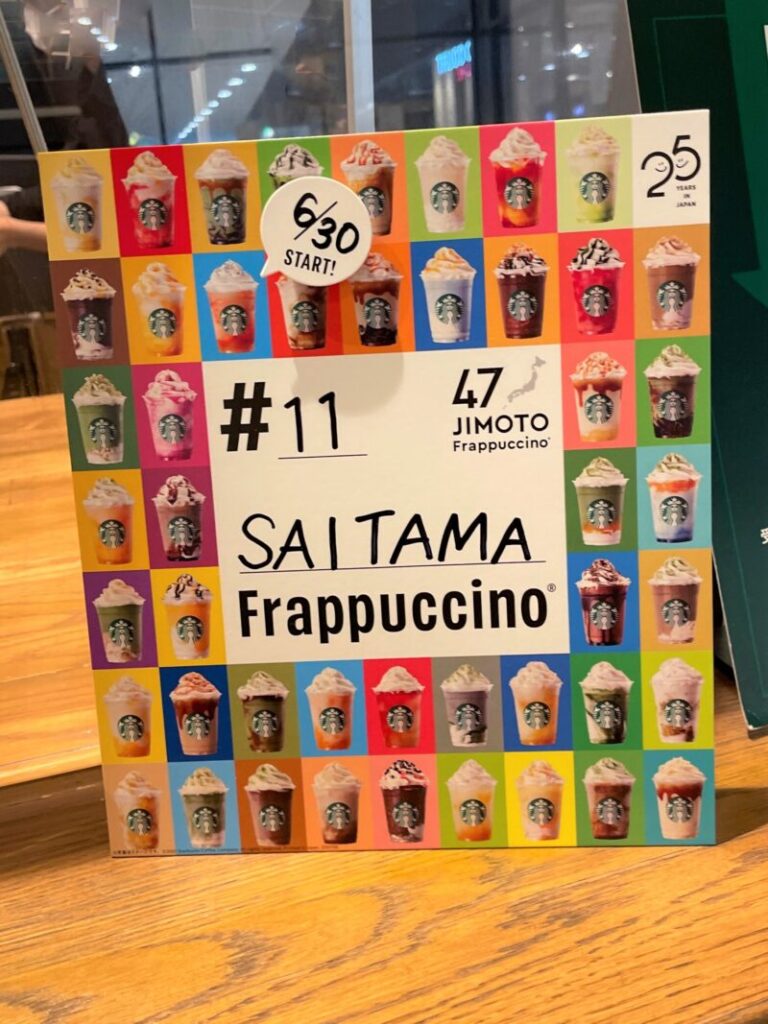 25
YEARS
IN
JAPAN
6/30
START!
#11
47
JIMOTO
Frappuccino®
SAITAMA
Frappuccino®